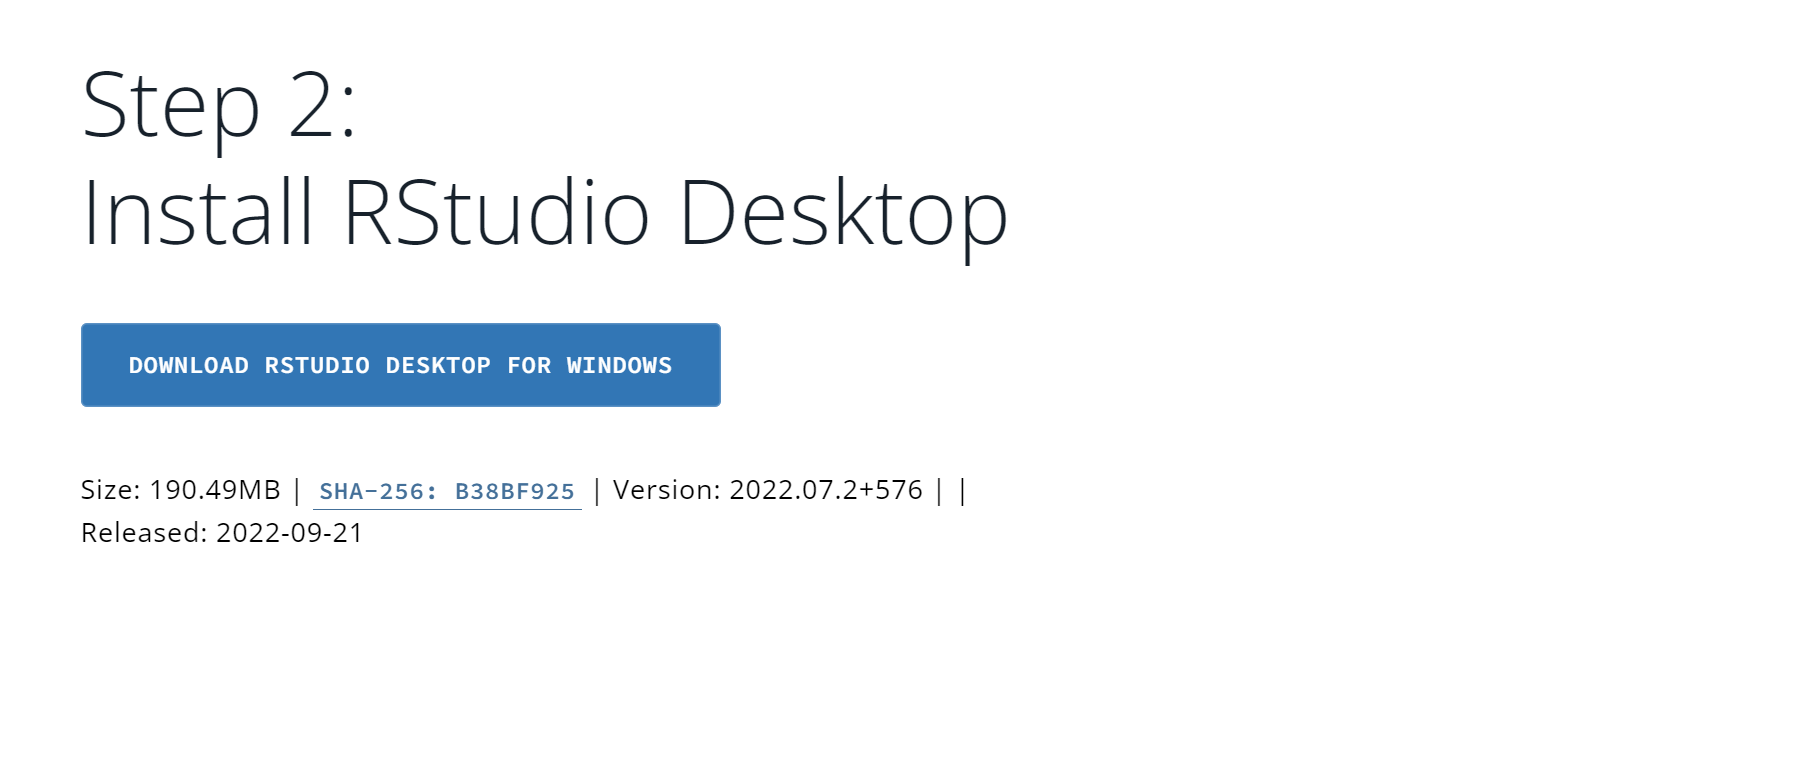 Step 2:
Install RStudio Desktop
DOWNLOAD RSTUDIO DESKTOP FOR WINDOWS
Size: 190.49MB | SHA-256: B38BF925 | Version: 2022.07.2+576 | |
Released: 2022-09-21